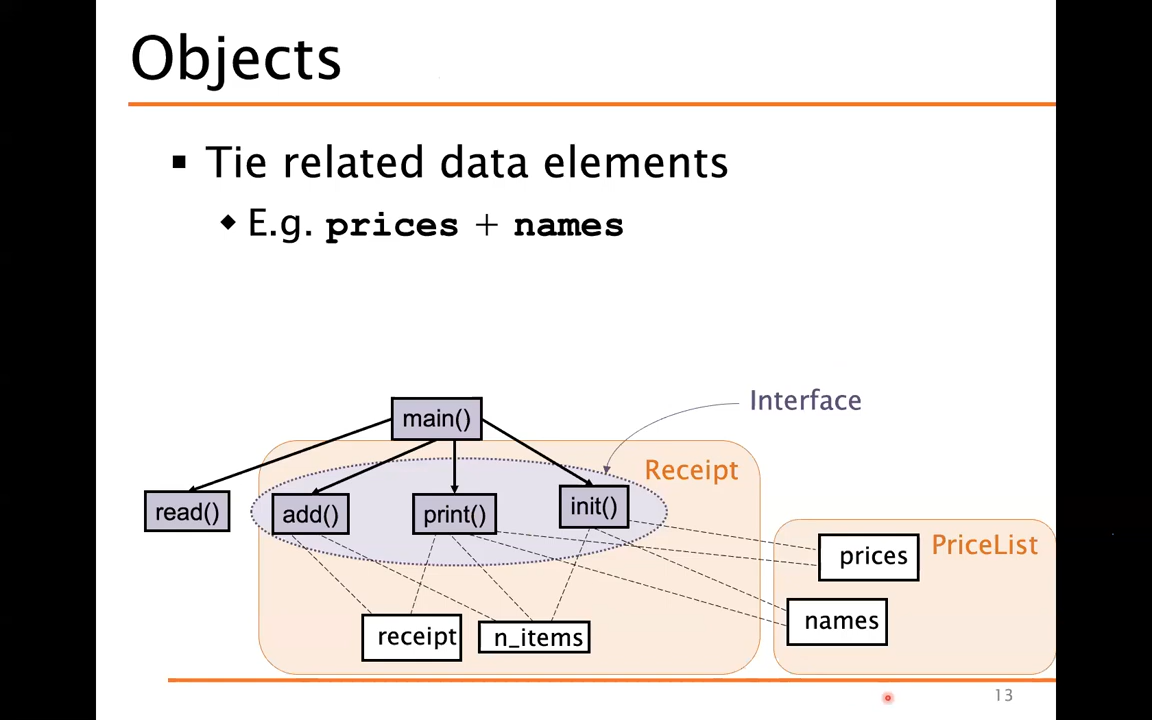 Objects
▪ Tie related data elements
◆ E.g. prices + names
Interface
main()
Receipt
read()
add()
print()
init()
PriceList
prices
names
receipt
n_items
13